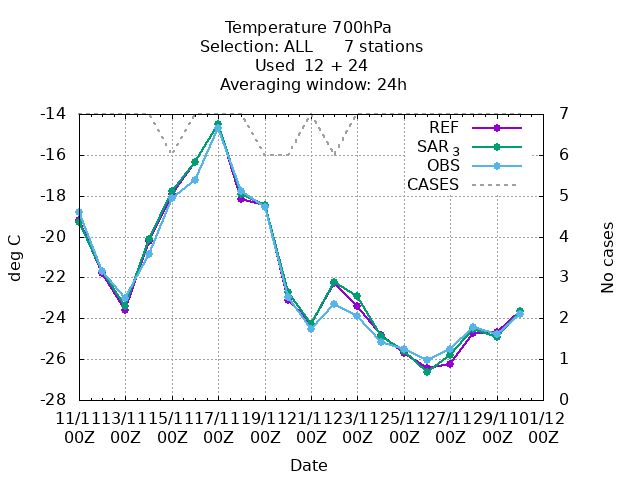 Temperature 700hPa
Selection: ALL      7 stations
Used  12 + 24
Averaging window: 24h
-14
-16
-18
-20
-22
-24
-26
-28
deg C
7
6
5
4
3
2
1
0
No cases
REF
SAR 3
OBS
CASES
11/11 13/11 15/11 17/11 19/11 21/11 23/11 25/11 27/11 29/11 01/12
00Z 00Z 00Z 00Z 00Z 00Z 00Z 00Z 00Z 00Z 00Z
Date